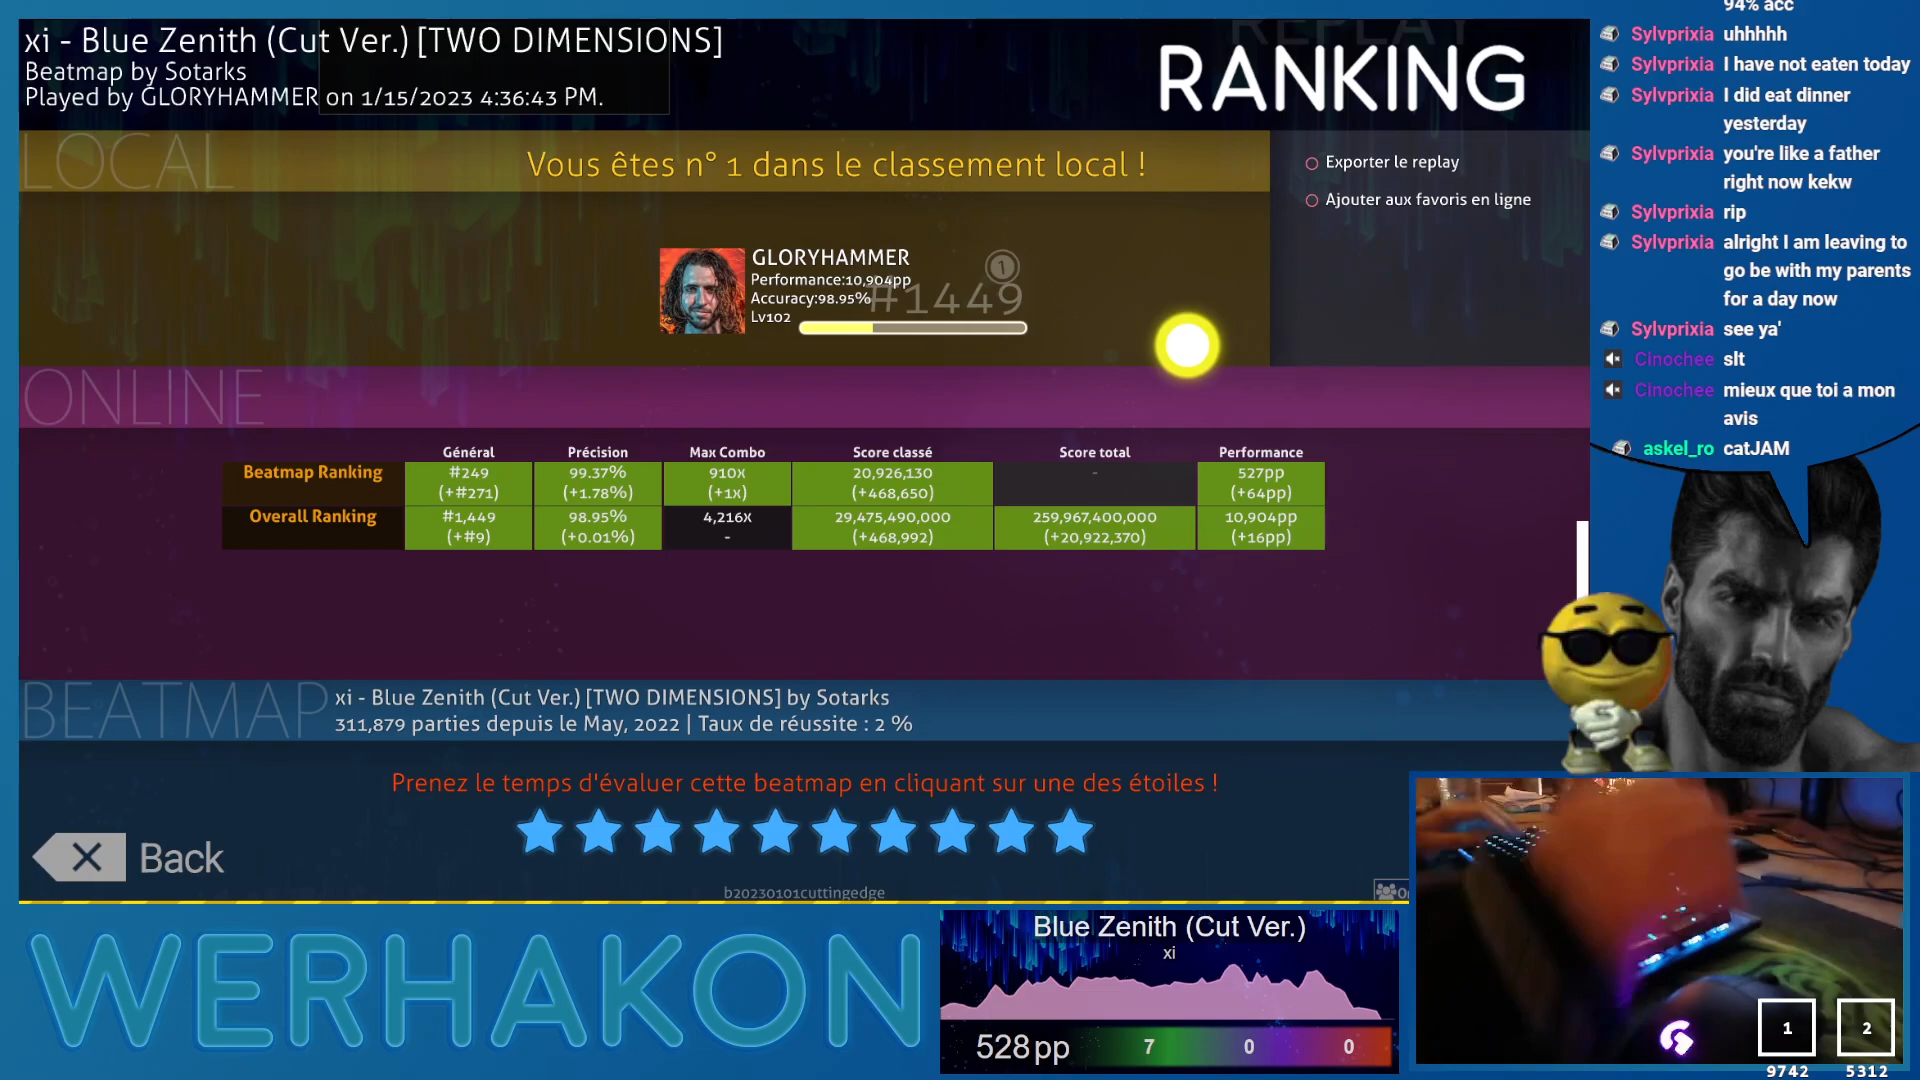 xi - Blue Zenith (Cut Ver.) [TWO DIMENSIONS]
Beatmap by Sotarks
Played by GLORYHAMMER on 1/15/2023 4:36:43 PM.
REPLAY
RANKING
LOCAL
Vous êtes n° 1 dans le classement local !
Exporter le replay
Ajouter aux favoris en ligne
GLORYHAMMER
Performance:10,904pp
Accuracy:98.95%
Lv102
#1449
1
ONLINE
Général Précision Max Combo Score classé Score total Performance
Beatmap Ranking #249 99.37% 910x 20,926,130 - 527pp
(+#271) (+1.78%) (+1x) (+468,650) (+64pp)
Overall Ranking #1,449 98.95% 4,216x 29,475,490,000 259,967,400,000 10,904pp
(+#9) (+0.01%) - (+468,992) (+20,922,370) (+16pp)
BEATMAP
xi - Blue Zenith (Cut Ver.) [TWO DIMENSIONS] by Sotarks
311,879 parties depuis le May, 2022 | Taux de réussite : 2 %
Prenez le temps d'évaluer cette beatmap en cliquant sur une des étoiles !
Back
b20230101cuttingedge
94% acc
Sylvprixia uhhhhh
Sylvprixia I have not eaten today
Sylvprixia I did eat dinner
yesterday
Sylvprixia you're like a father
right now kekw
Sylvprixia rip
Sylvprixia alright I am leaving to
go be with my parents
for a day now
Sylvprixia see ya'
Cinochee slt
Cinochee mieux que toi a mon
avis
askel_ro catJAM
WERHAKON
Blue Zenith (Cut Ver.)
xi
528pp 7 0 0
1 2
9742 5312